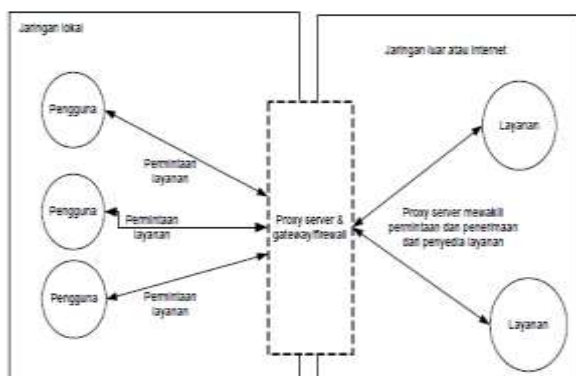 Jaringan lokal
Jaringan luar atau Internet
Pengguna
Layanan
Permintaan
layanan
Pengguna
Permintaan
layanan
Proxy server &
gateway/firewall
Proxy server mewakili
permintaan dan penerimaan
dari penyedia layanan
Pengguna
Permintaan
layanan
Layanan